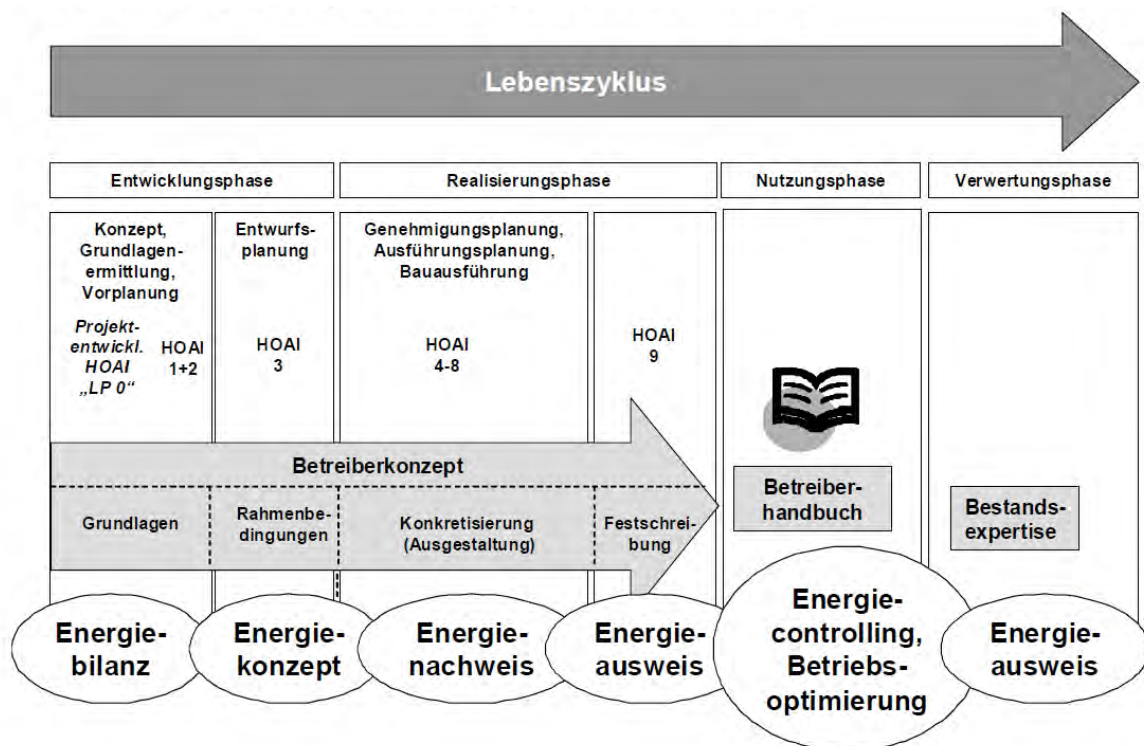 Lebenszyklus
Entwicklungsphase
Realisierungsphase
Nutzungsphase
Verwertungsphase
Konzept,
Grundlagen-
ermittlung,
Vorplanung
Projekt-
entwickl.
HOAI
„LP 0“
HOAI
1+2
Entwurfs-
planung
HOAI
3
Genehmigungsplanung,
Ausführungsplanung,
Bauausführung
HOAI
4-8
HOAI
9
Betreiberkonzept
Grundlagen
Rahmenbe-
dingungen
Konkretisierung
(Ausgestaltung)
Festschrei-
bung
Betreiber-
handbuch
Bestands-
expertise
Energie-
bilanz
Energie-
konzept
Energie-
nachweis
Energie-
ausweis
Energie-
controlling,
Betriebs-
optimierung
Energie-
ausweis